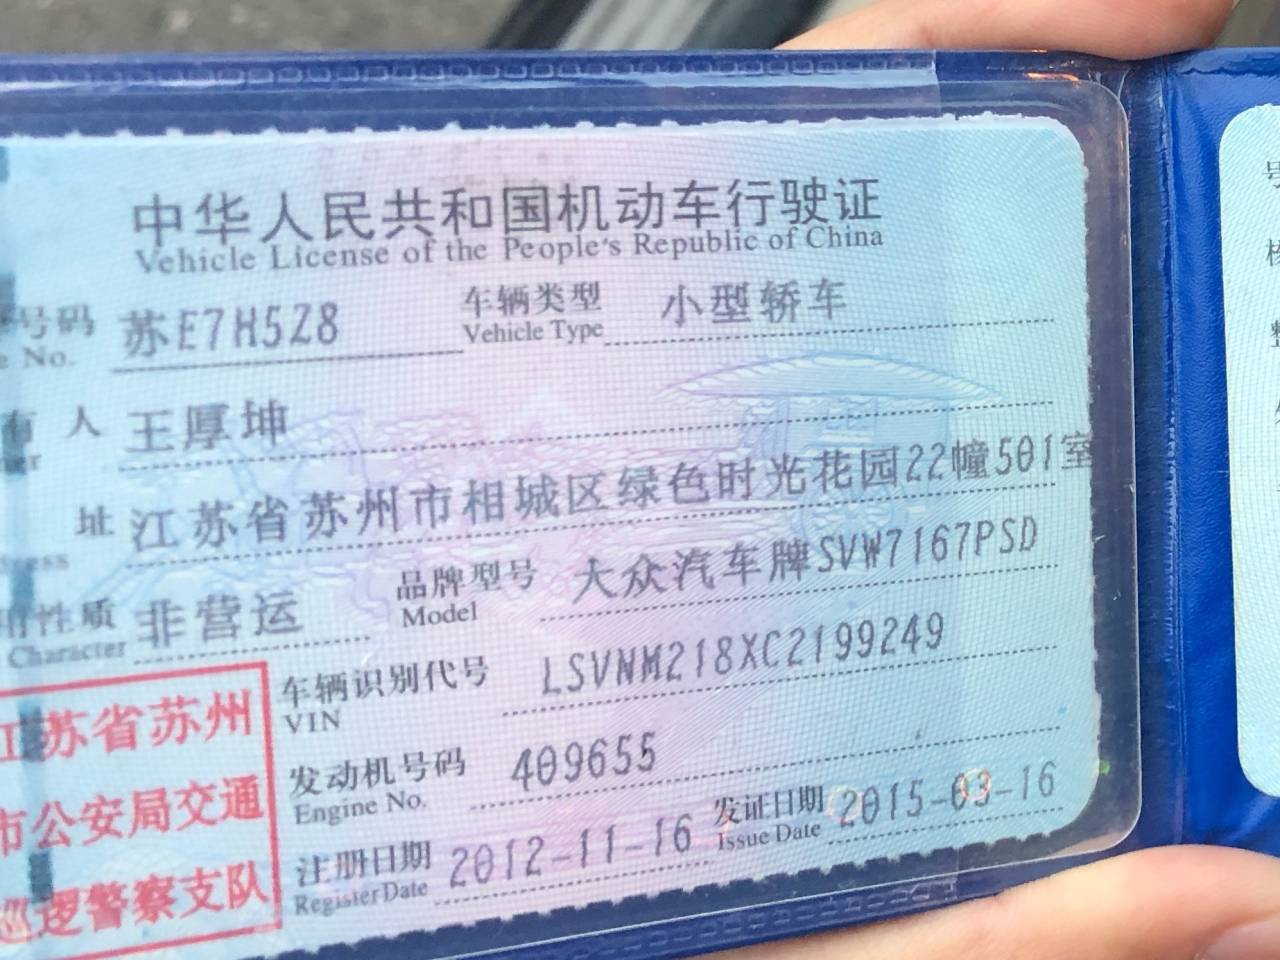 中华人民共和国机动车行驶证
Vehicle License of the People's Republic of China
号号码 苏E7H5Z8 车辆类型 小型轿车
e No. Vehicle Type
有 人 王厚坤
址 江苏省苏州市相城区绿色时光花园22幢501室
ress
用性质 非营运 品牌型号 大众汽车牌SVW7167PSD
Character Model
车辆识别代号 LSVNM218XC2199249
VIN
发动机号码 409655
Engine No.
注册日期 2012-11-16 发证日期 2015-03-16
Register Date Issue Date
江苏省苏州
市公安局交通
巡逻警察支队
号